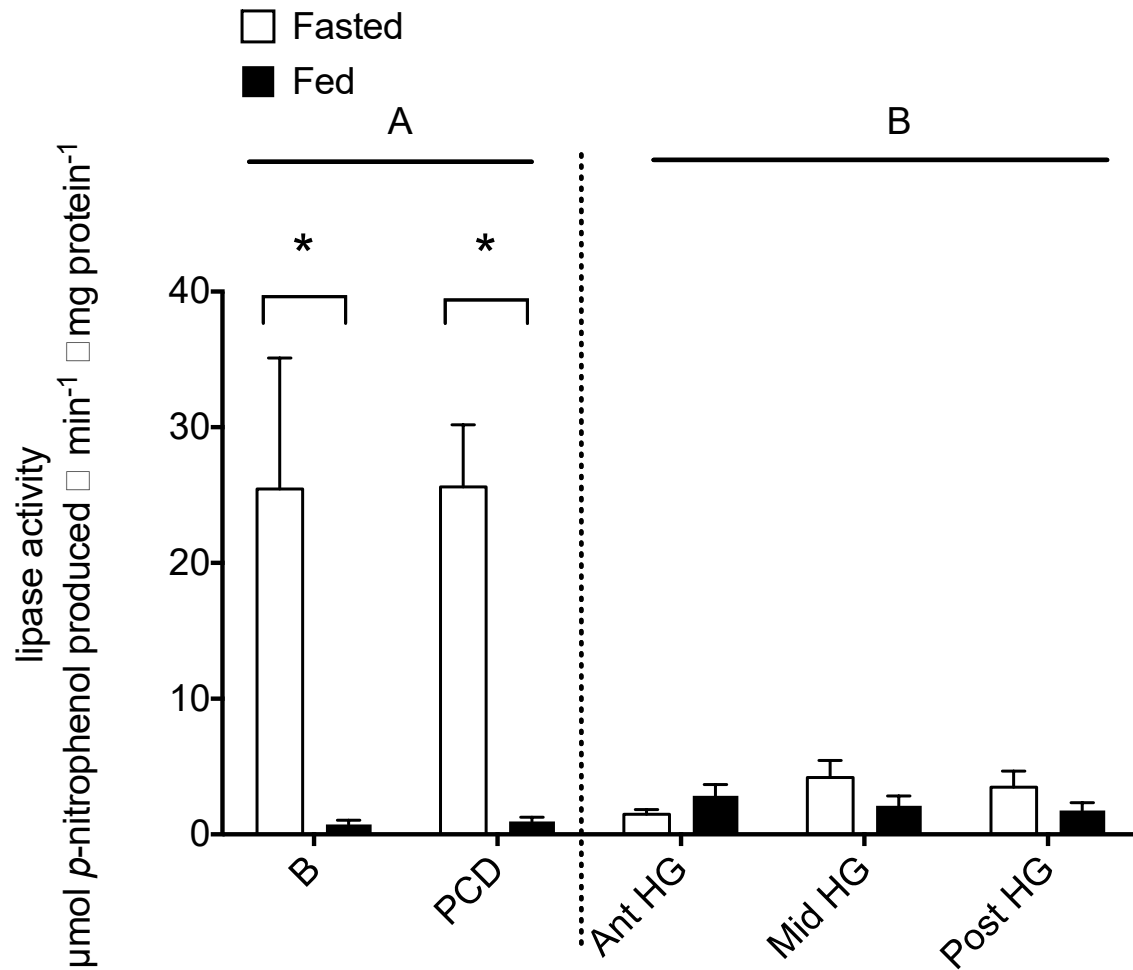 Fasted
Fed
A
B
*
*
40
30
20
10
0
lipase activity
µmol p-nitrophenol produced □ min-1 □ mg protein-1
B
PCD
Ant HG
Mid HG
Post HG